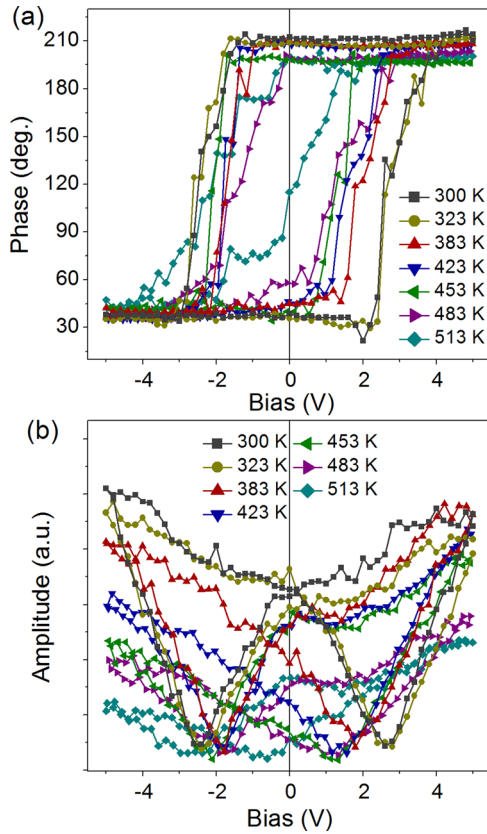 (a)
210
180
150
120
90
60
30
Phase (deg.)
300 K
323 K
383 K
423 K
453 K
483 K
513 K
-4 -2 0 2 4
Bias (V)
(b)
300 K 453 K
323 K 483 K
383 K 513 K
423 K
Amplitude (a.u.)
-4 -2 0 2 4
Bias (V)